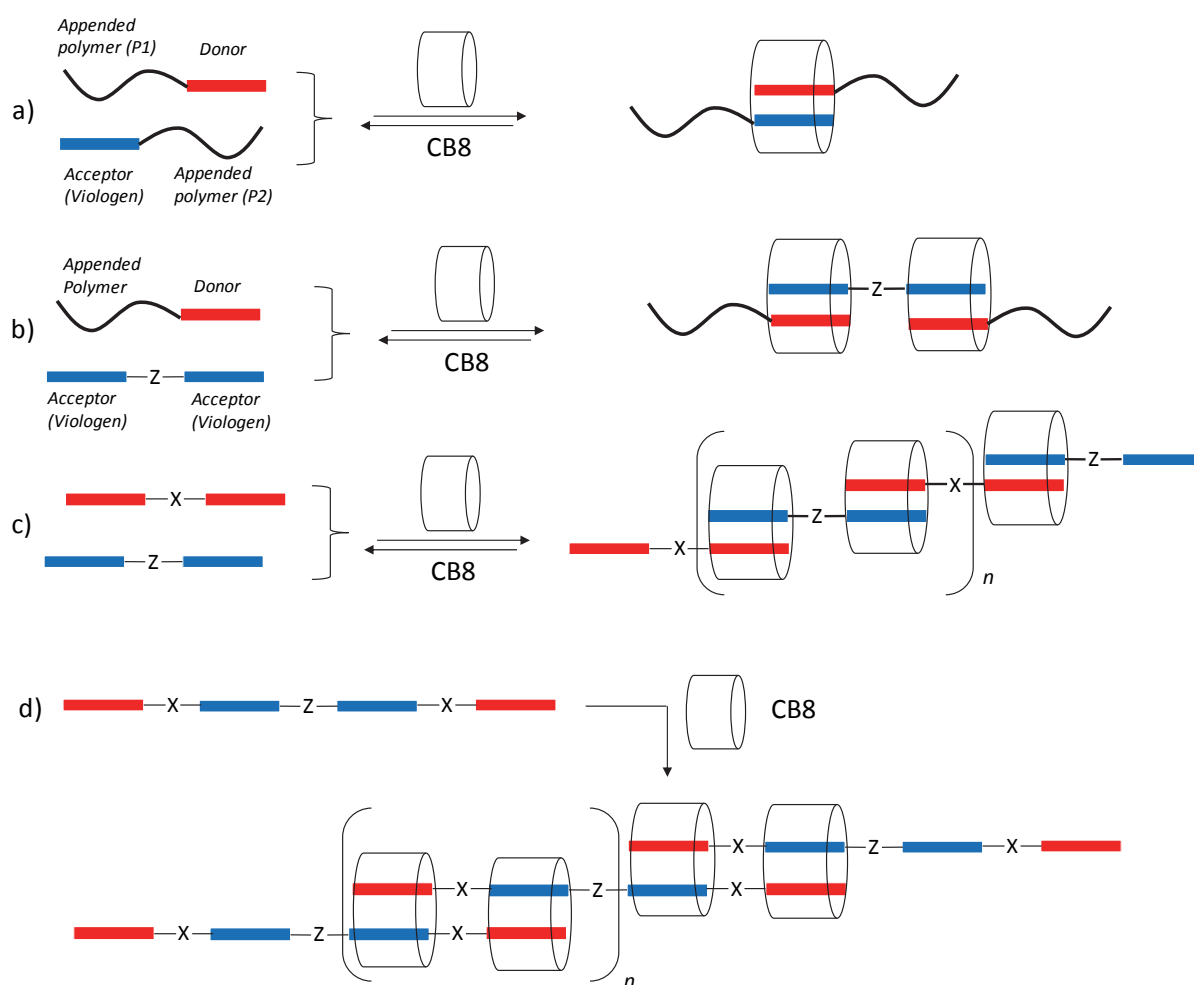 Appended
polymer (P1)
Donor
a)
Acceptor
(Viologen)
Appended
polymer (P2)
CB8
Appended
Polymer
Donor
b)
Z
Acceptor
(Viologen)
Acceptor
(Viologen)
CB8
Z
c)
X
Z
CB8
X
Z
X
Z
n
d)
X
Z
X
CB8
X
Z
X
X
Z
X
X
Z
X
n